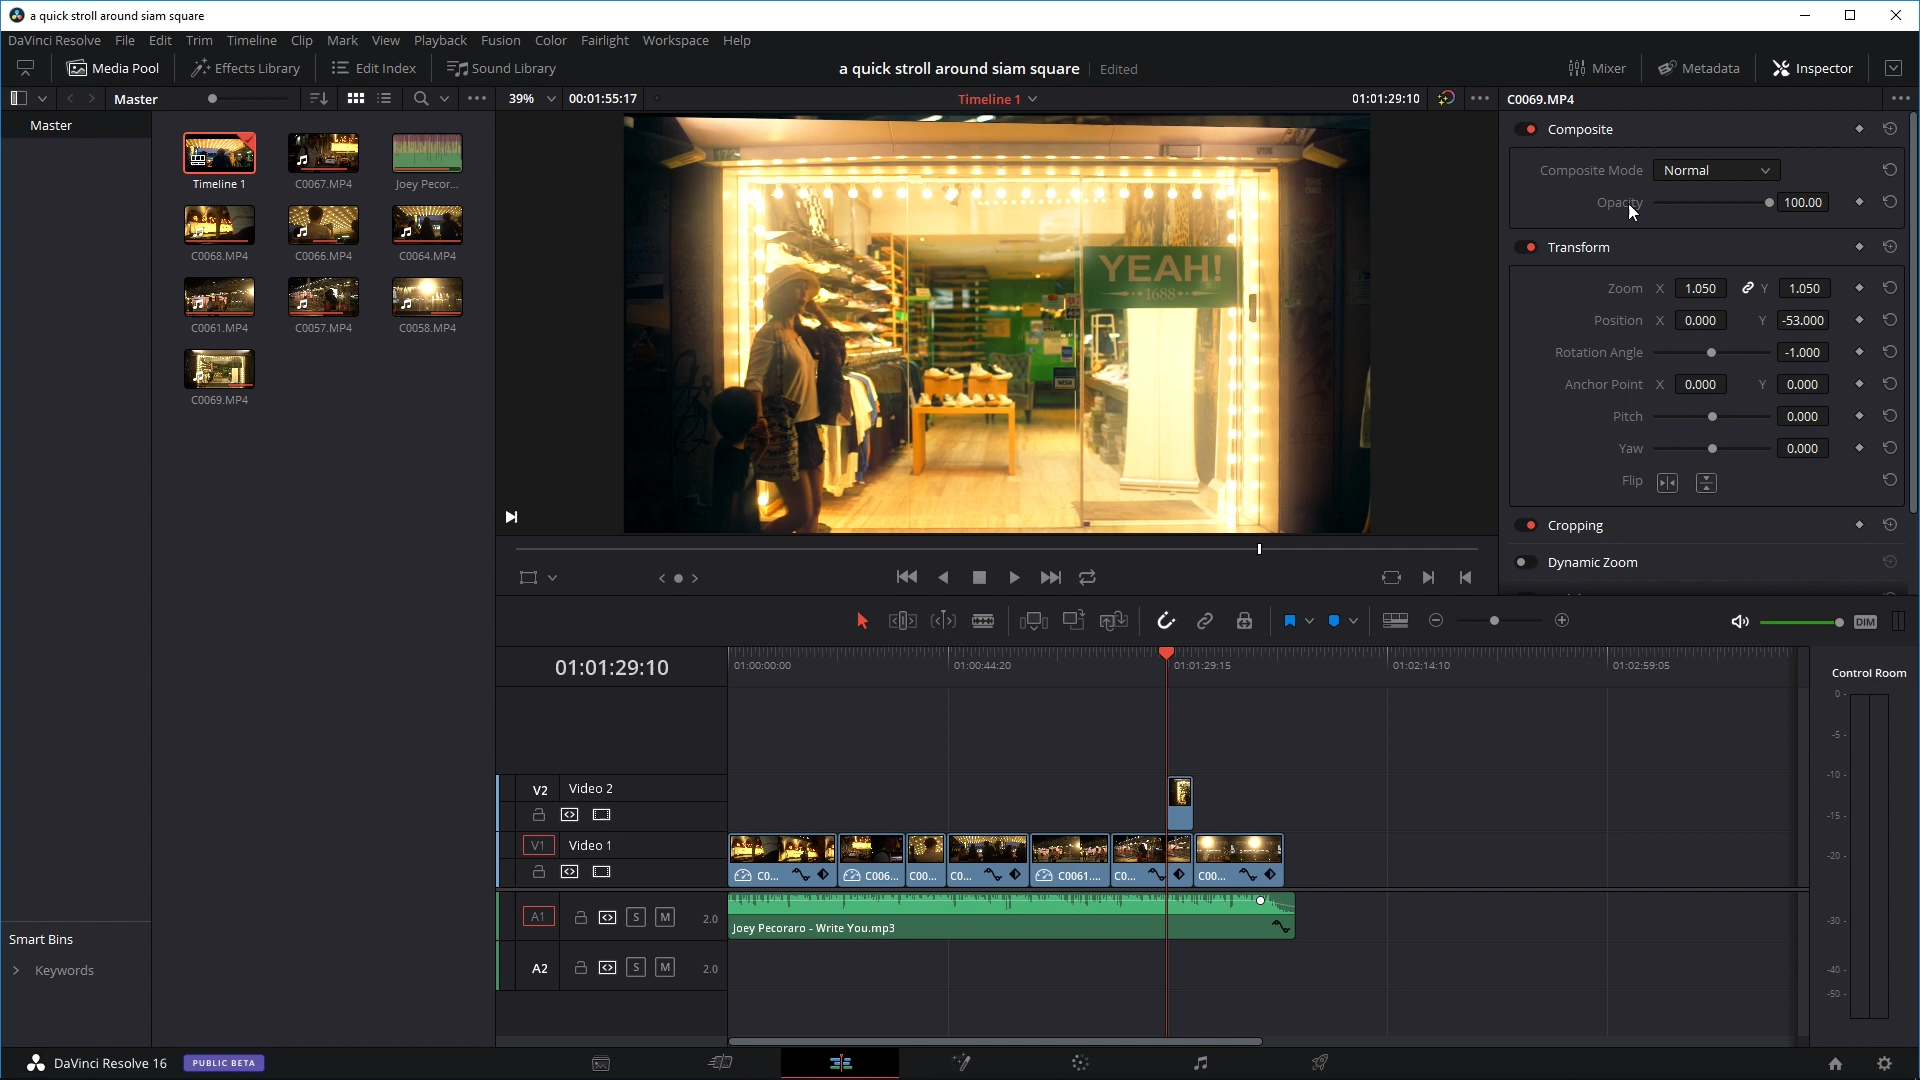 a quick stroll around siam square
DaVinci Resolve File Edit Trim Timeline Clip Mark View Playback Fusion Color Fairlight Workspace Help
Media Pool Effects Library Edit Index Sound Library a quick stroll around siam square Edited Mixer Metadata Inspector
Master 39% 00:01:55:17 Timeline 1 01:01:29:10 C0069.MP4
Master
Timeline 1 C0067.MP4 Joey Pecor...
C0068.MP4 C0066.MP4 C0064.MP4
C0061.MP4 C0057.MP4 C0058.MP4
C0069.MP4
YEAH!
1688
VISA
Composite
Composite Mode Normal
Opacity 100.00
Transform
Zoom X 1.050 Y 1.050
Position X 0.000 Y -53.000
Rotation Angle -1.000
Anchor Point X 0.000 Y 0.000
Pitch 0.000
Yaw 0.000
Flip
Cropping
Dynamic Zoom
DIM
01:01:29:10
01:00:00:00 01:00:44:20 01:01:29:15 01:02:14:10 01:02:59:05
Control Room
0
-5
-10
-15
-20
-30
-40
-50
V2 Video 2
V1 Video 1
C0... C006... C00... C0... C0061.... C0... C00...
A1 S M 2.0
Joey Pecoraro - Write You.mp3
A2 S M 2.0
Smart Bins
Keywords
DaVinci Resolve 16 PUBLIC BETA